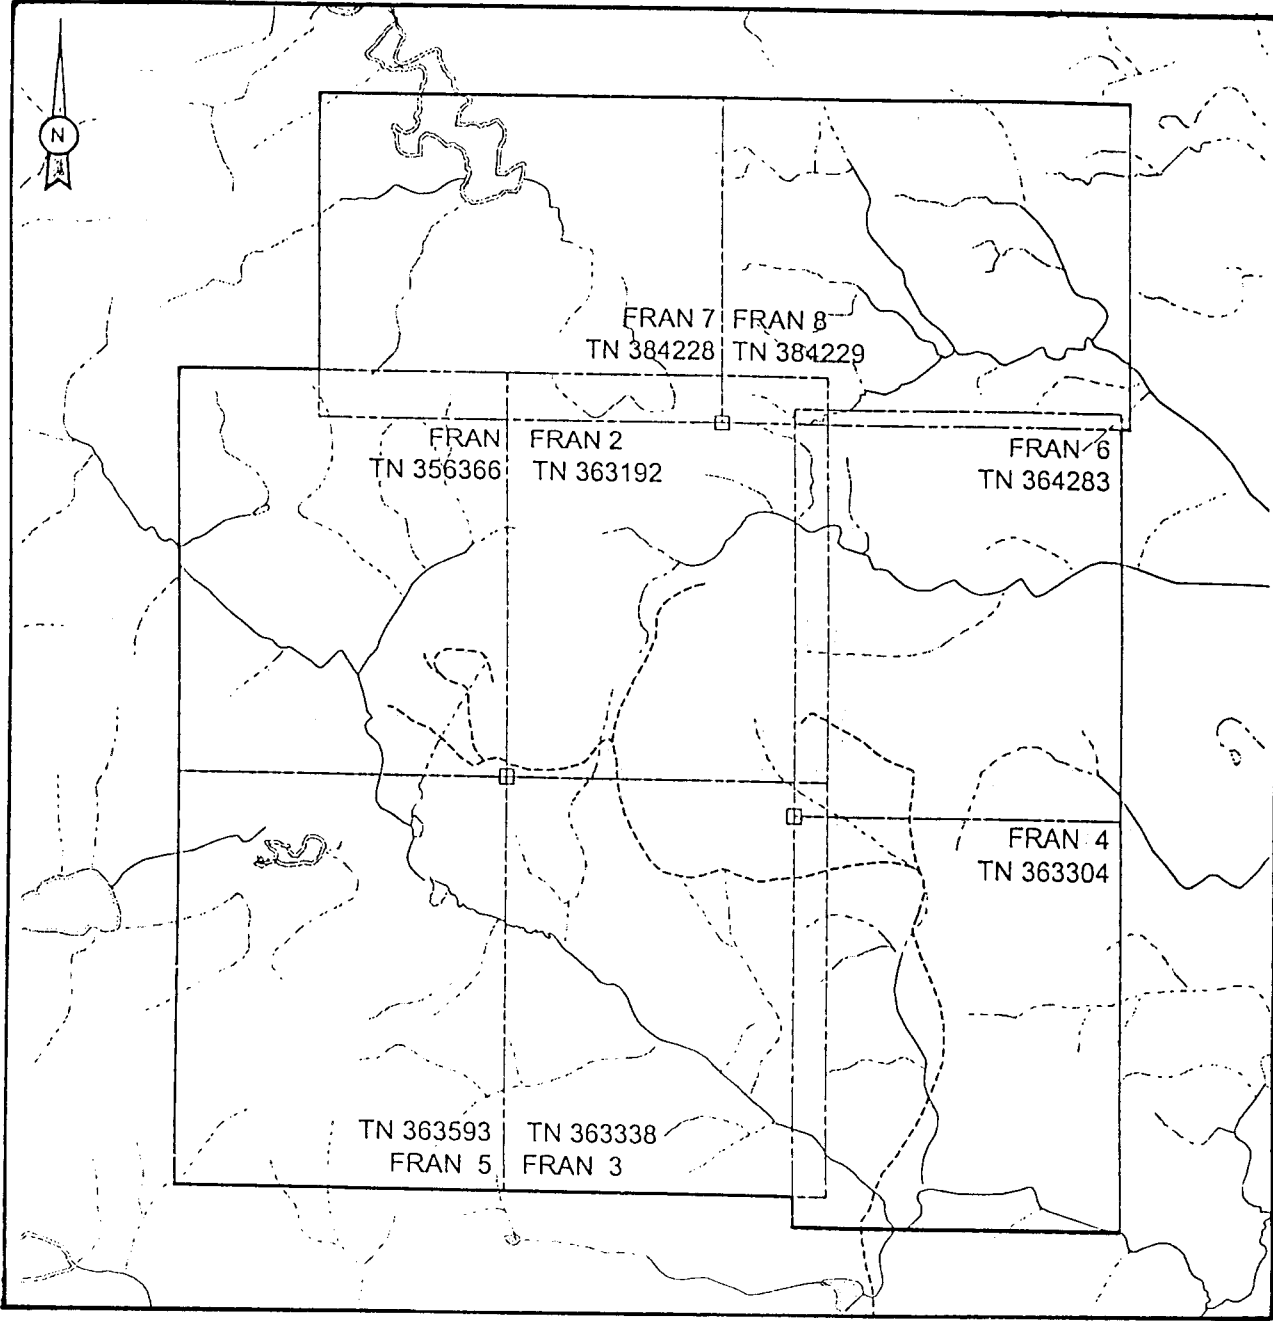 N
FRAN 7
TN 384228
FRAN 8
TN 384229
FRAN
TN 356366
FRAN 2
TN 363192
FRAN 6
TN 364283
FRAN 4
TN 363304
TN 363593
FRAN 5
TN 363338
FRAN 3